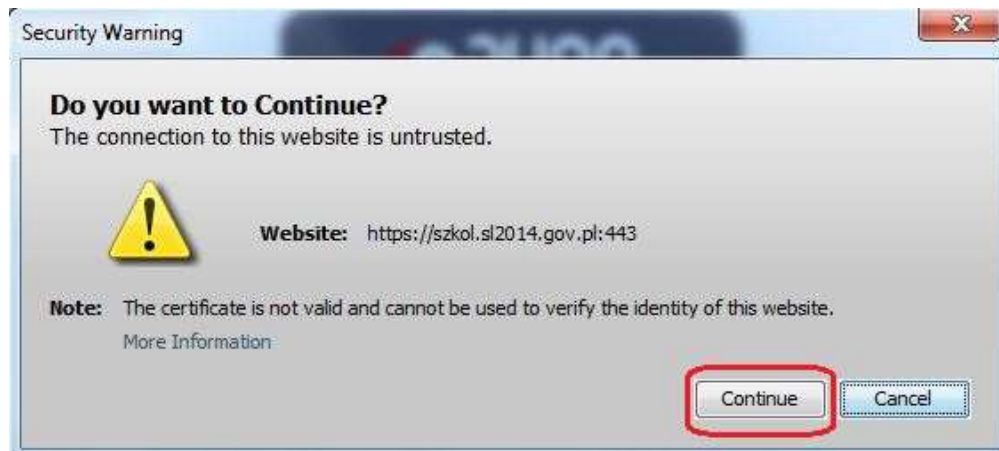 Security Warning
Do you want to Continue?
The connection to this website is untrusted.
Website: https://szkol.sl2014.gov.pl:443
Note: The certificate is not valid and cannot be used to verify the identity of this website.
More Information
Continue Cancel